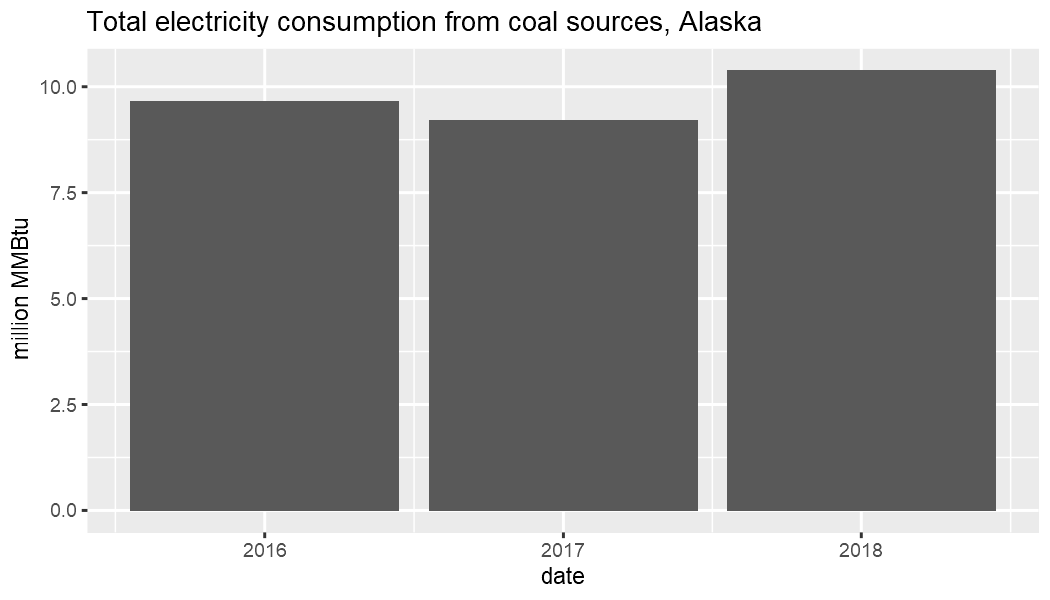 Total electricity consumption from coal sources, Alaska
10.0
7.5
5.0
2.5
0.0
million MMBtu
2016 2017 2018
date